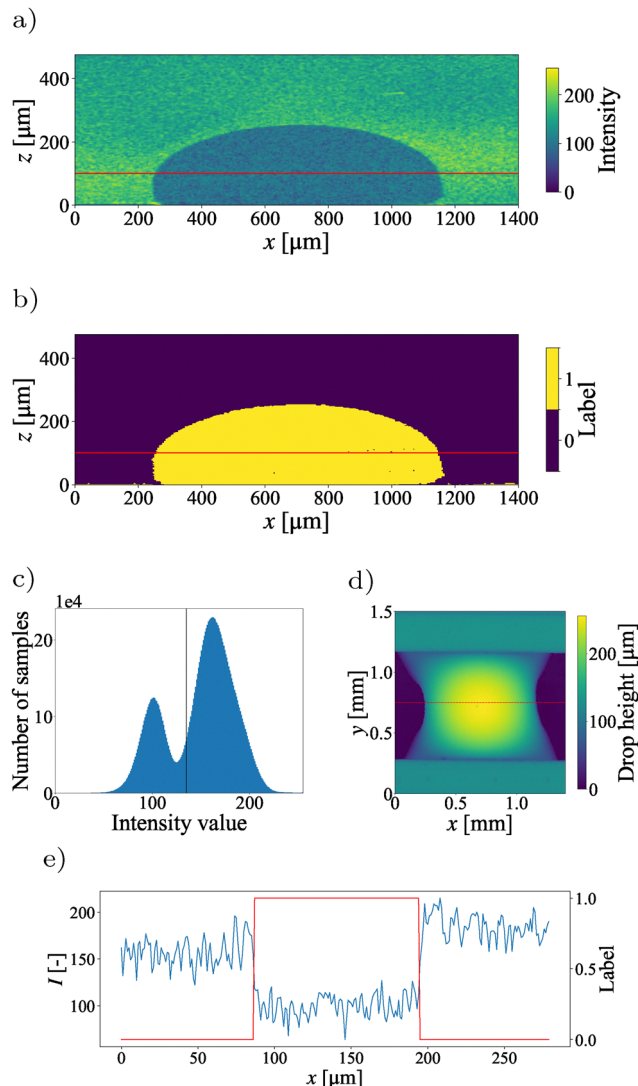 a)
400
200
0
z [μm]
0 200 400 600 800 1000 1200 1400
x [μm]
200
100
0
Intensity
b)
400
200
0
z [μm]
0 200 400 600 800 1000 1200 1400
x [μm]
1
0
Label
c)
1e4
20
10
0
Number of samples
0 100 200
Intensity value
d)
1.5
1.0
0.5
0
y [mm]
0 0.5 1.0
x [mm]
200
100
0
Drop height [μm]
e)
200
150
100
I [-]
0 50 100 150 200 250
x [μm]
1.0
0.5
0.0
Label